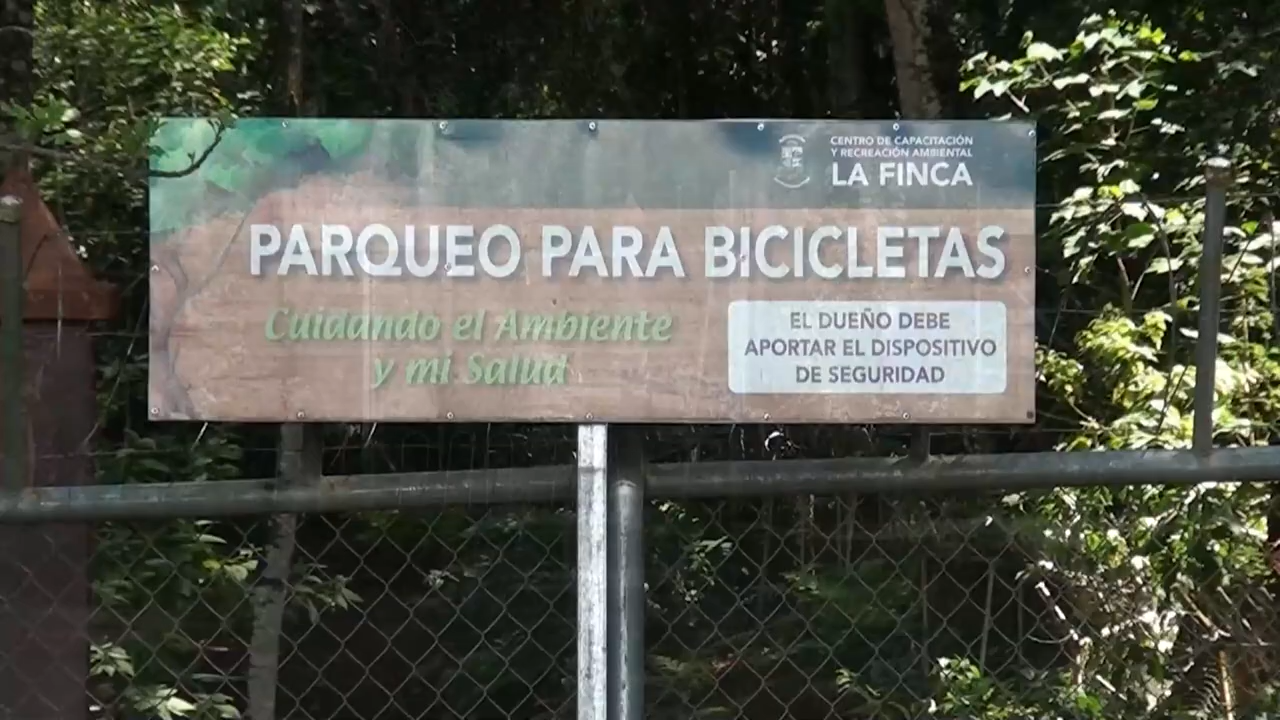 CENTRO DE CAPACITACIÓN
Y RECREACIÓN AMBIENTAL
LA FINCA
PARQUEO PARA BICICLETAS
Cuidando el Ambiente
y mi Salud
EL DUEÑO DEBE
APORTAR EL DISPOSITIVO
DE SEGURIDAD